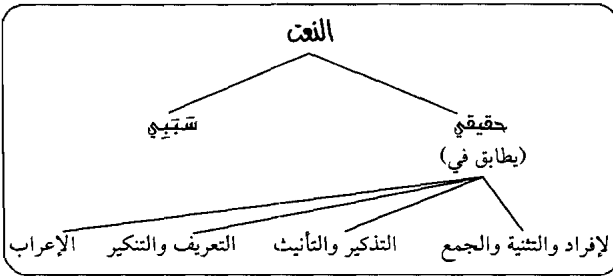 النعت
حقيقي سَبَبِي
(يطابق في)
لإفراد والتثنية والجمع التذكير والتأنيث التعريف والتنكير الإعراب